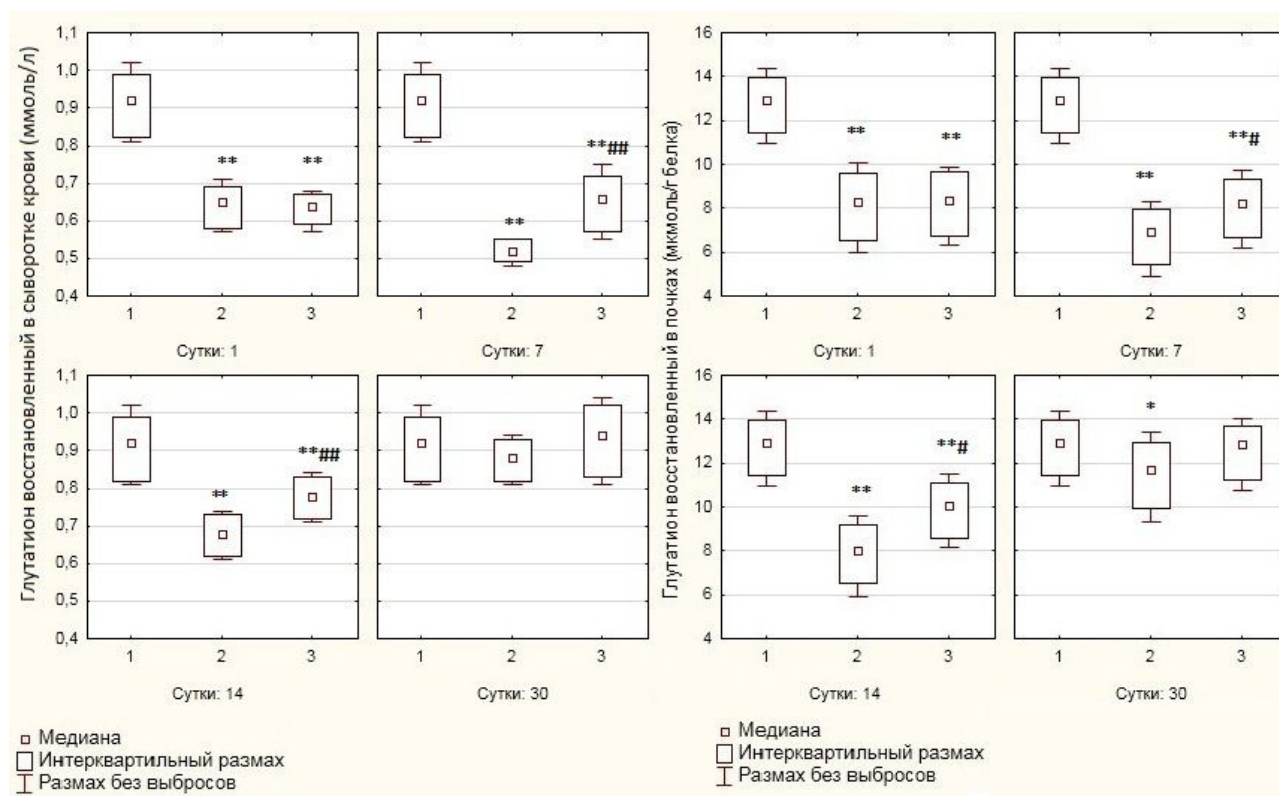 Глутатион восстановленный в сыворотке крови (ммоль/л)
1,1
1,0
0,9
0,8
0,7
0,6
0,5
0,4
** **
1 2 3
Сутки: 1
**
**##
1 2 3
Сутки: 7
1,1
1,0
0,9
0,8
0,7
0,6
0,5
0,4
**
**##
1 2 3
Сутки: 14
1 2 3
Сутки: 30
Медиана
Интерквартильный размах
Размах без выбросов
Глутатион восстановленный в почках (мкмоль/г белка)
16
14
12
10
8
6
4
** **
1 2 3
Сутки: 1
**
**#
1 2 3
Сутки: 7
16
14
12
10
8
6
4
**
**#
1 2 3
Сутки: 14
*
1 2 3
Сутки: 30
Медиана
Интерквартильный размах
Размах без выбросов